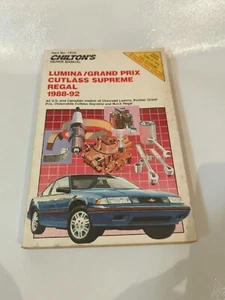 CHILTON'S
REPAIR MANUAL
LUMINA/GRAND PRIX
CUTLASS SUPREME
REGAL
1988-92
All U.S. and Canadian models of Chevrolet Lumina, Pontiac Grand
Prix, Oldsmobile Cutlass Supreme and Buick Regal